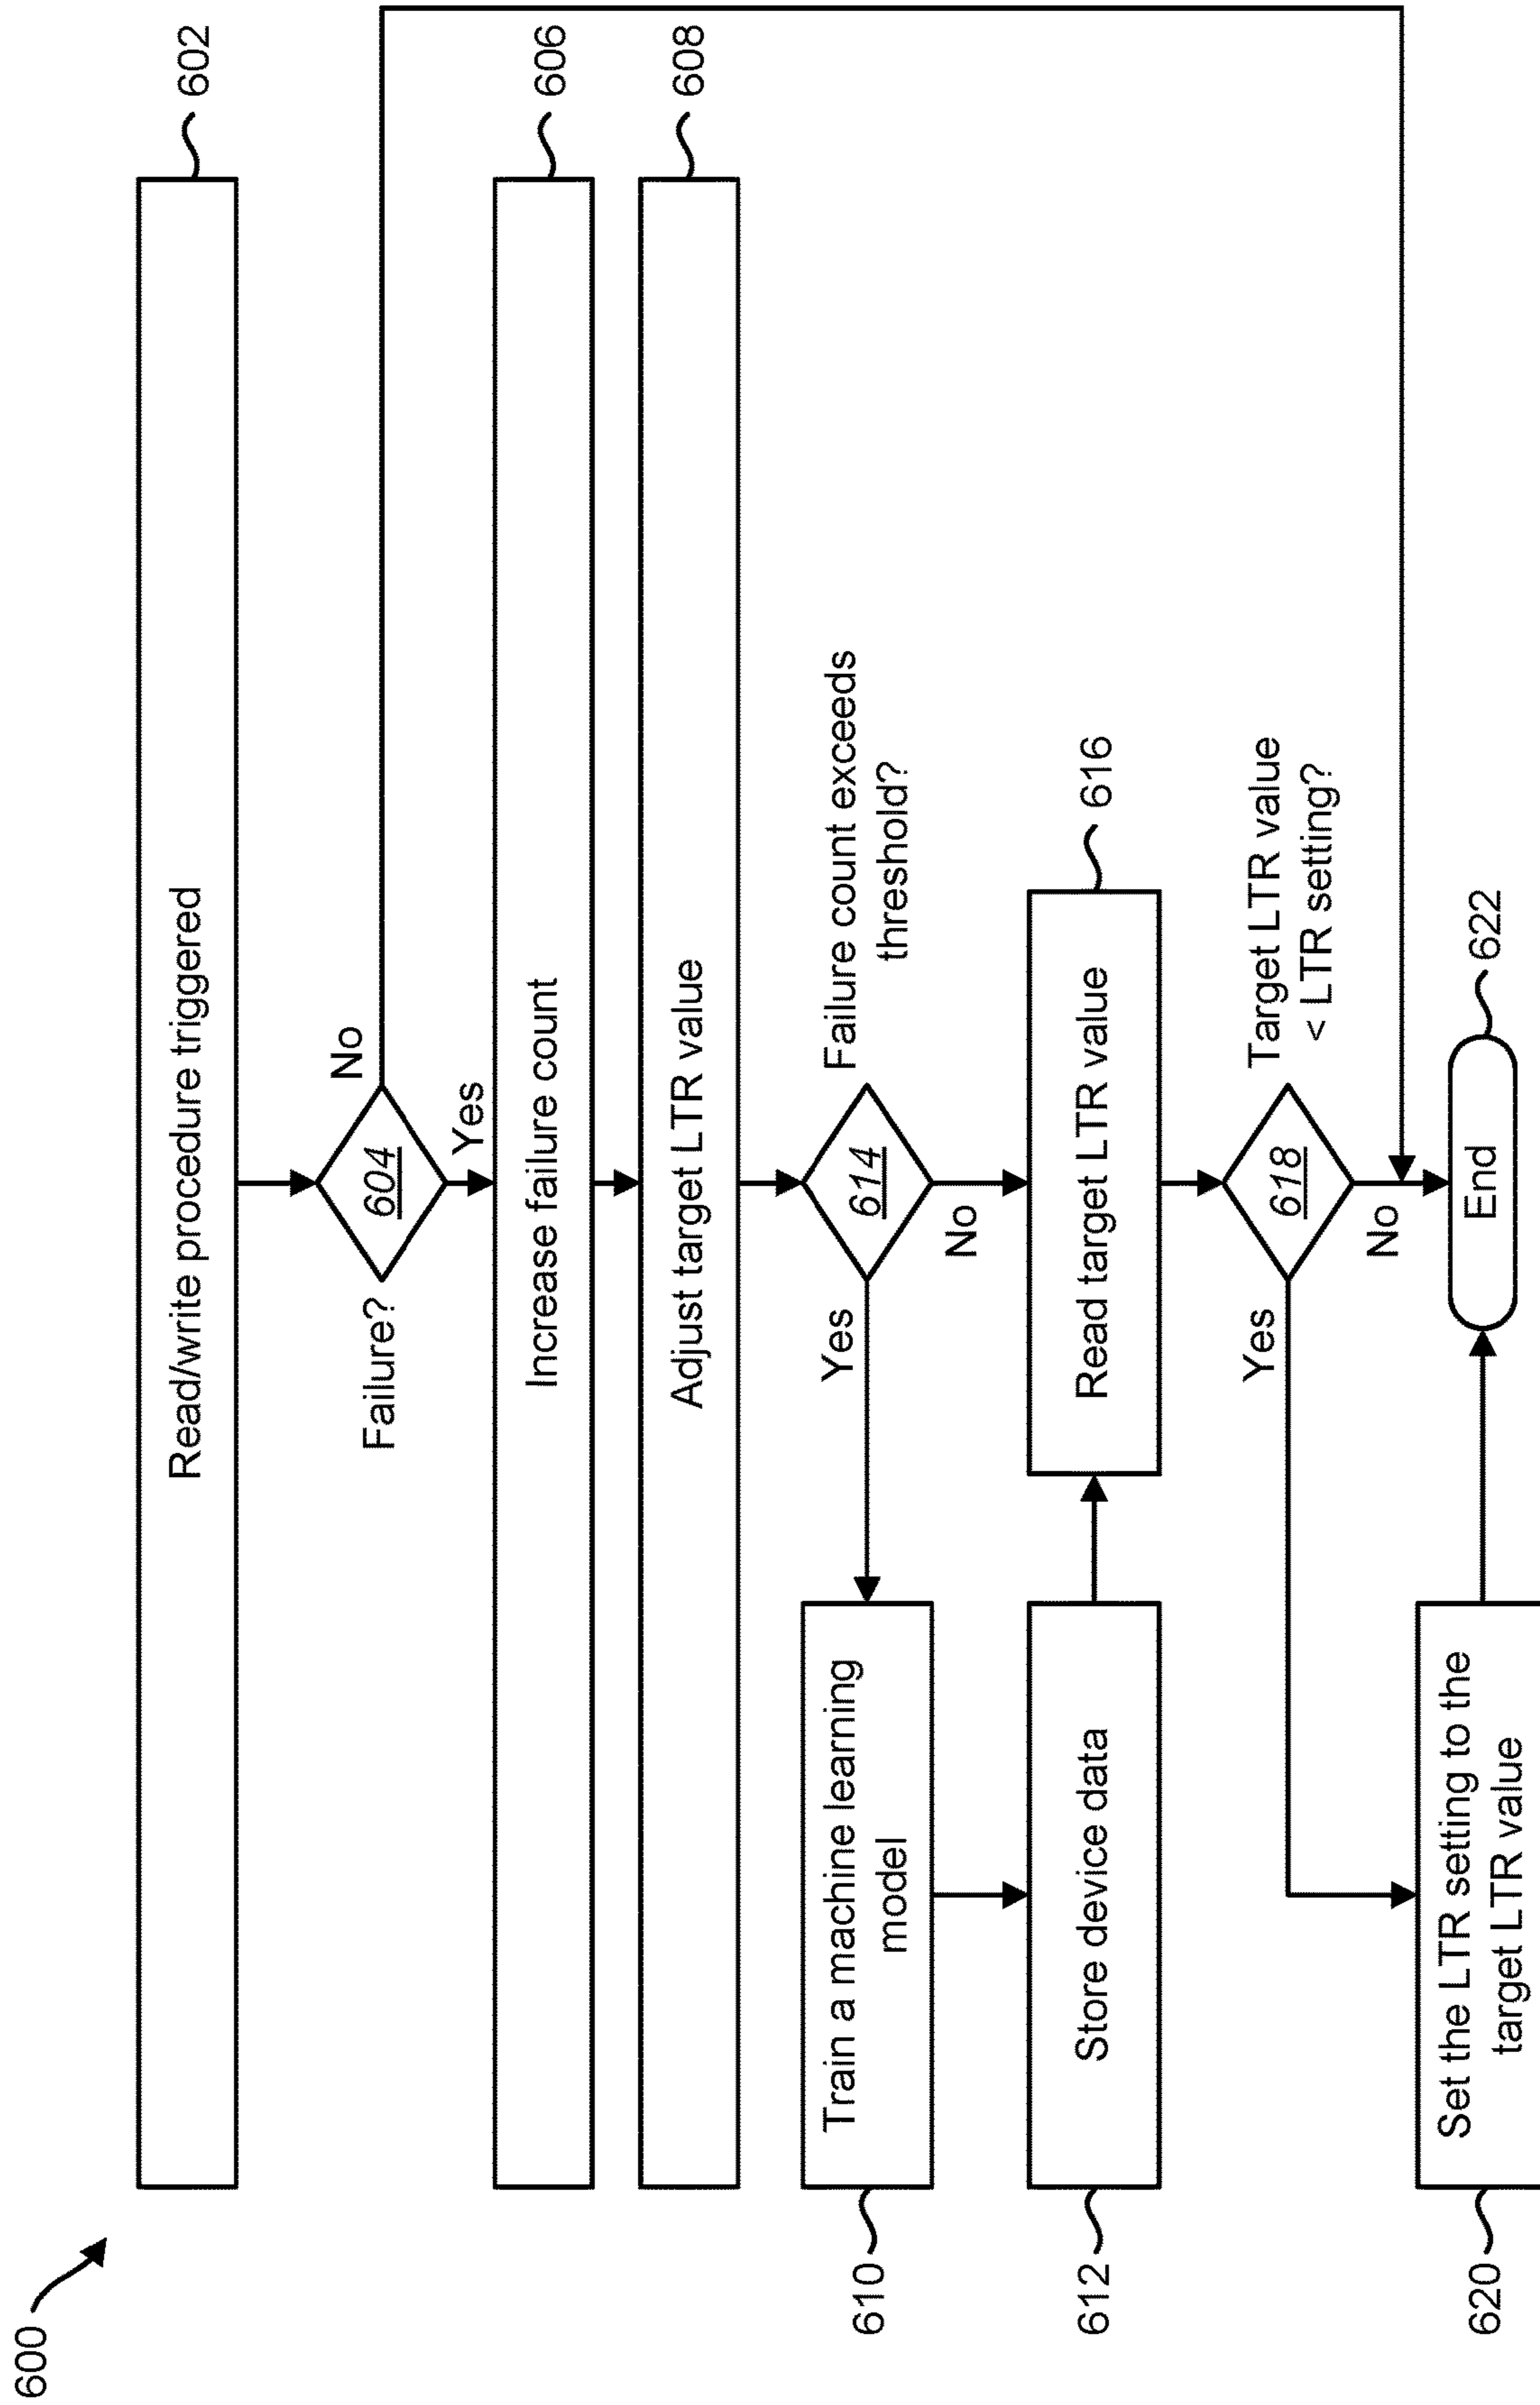 600
Read/write procedure triggered
602
Failure?
604
No
Yes
Increase failure count
606
Adjust target LTR value
608
Failure count exceeds
threshold?
614
Yes
No
Train a machine learning
model
610
Store device data
612
Read target LTR value
616
Target LTR value
< LTR setting?
618
Yes
No
Set the LTR setting to the
target LTR value
620
End
622